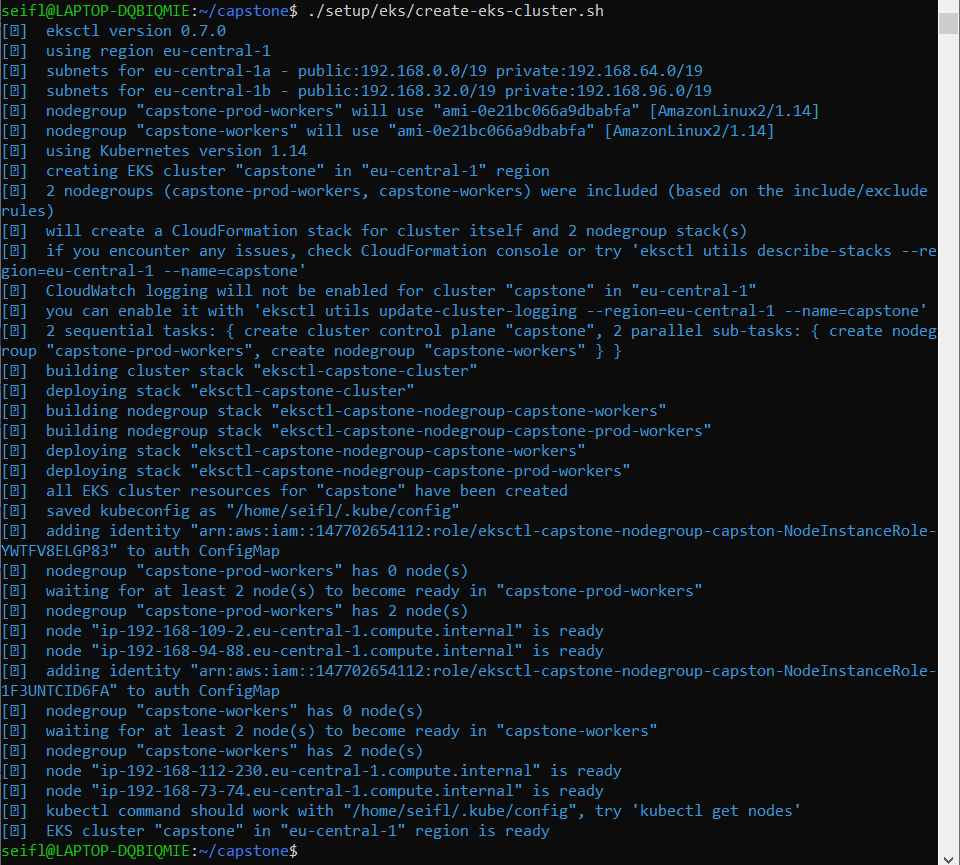 seifl@LAPTOP-DQBIQMIE:~/capstone$ ./setup/eks/create-eks-cluster.sh
[?]  eksctl version 0.7.0
[?]  using region eu-central-1
[?]  subnets for eu-central-1a - public:192.168.0.0/19 private:192.168.64.0/19
[?]  subnets for eu-central-1b - public:192.168.32.0/19 private:192.168.96.0/19
[?]  nodegroup "capstone-prod-workers" will use "ami-0e21bc066a9dbabfa" [AmazonLinux2/1.14]
[?]  nodegroup "capstone-workers" will use "ami-0e21bc066a9dbabfa" [AmazonLinux2/1.14]
[?]  using Kubernetes version 1.14
[?]  creating EKS cluster "capstone" in "eu-central-1" region
[?]  2 nodegroups (capstone-prod-workers, capstone-workers) were included (based on the include/exclude
rules)
[?]  will create a CloudFormation stack for cluster itself and 2 nodegroup stack(s)
[?]  if you encounter any issues, check CloudFormation console or try 'eksctl utils describe-stacks --re
gion=eu-central-1 --name=capstone'
[?]  CloudWatch logging will not be enabled for cluster "capstone" in "eu-central-1"
[?]  you can enable it with 'eksctl utils update-cluster-logging --region=eu-central-1 --name=capstone'
[?]  2 sequential tasks: { create cluster control plane "capstone", 2 parallel sub-tasks: { create nodeg
roup "capstone-prod-workers", create nodegroup "capstone-workers" } }
[?]  building cluster stack "eksctl-capstone-cluster"
[?]  deploying stack "eksctl-capstone-cluster"
[?]  building nodegroup stack "eksctl-capstone-nodegroup-capstone-workers"
[?]  building nodegroup stack "eksctl-capstone-nodegroup-capstone-prod-workers"
[?]  deploying stack "eksctl-capstone-nodegroup-capstone-workers"
[?]  deploying stack "eksctl-capstone-nodegroup-capstone-prod-workers"
[?]  all EKS cluster resources for "capstone" have been created
[?]  saved kubeconfig as "/home/seifl/.kube/config"
[?]  adding identity "arn:aws:iam::147702654112:role/eksctl-capstone-nodegroup-capston-NodeInstanceRole-
YWTFV8ELGP83" to auth ConfigMap
[?]  nodegroup "capstone-prod-workers" has 0 node(s)
[?]  waiting for at least 2 node(s) to become ready in "capstone-prod-workers"
[?]  nodegroup "capstone-prod-workers" has 2 node(s)
[?]  node "ip-192-168-109-2.eu-central-1.compute.internal" is ready
[?]  node "ip-192-168-94-88.eu-central-1.compute.internal" is ready
[?]  adding identity "arn:aws:iam::147702654112:role/eksctl-capstone-nodegroup-capston-NodeInstanceRole-
1F3UNTCID6FA" to auth ConfigMap
[?]  nodegroup "capstone-workers" has 0 node(s)
[?]  waiting for at least 2 node(s) to become ready in "capstone-workers"
[?]  nodegroup "capstone-workers" has 2 node(s)
[?]  node "ip-192-168-112-230.eu-central-1.compute.internal" is ready
[?]  node "ip-192-168-73-74.eu-central-1.compute.internal" is ready
[?]  kubectl command should work with "/home/seifl/.kube/config", try 'kubectl get nodes'
[?]  EKS cluster "capstone" in "eu-central-1" region is ready
seifl@LAPTOP-DQBIQMIE:~/capstone$